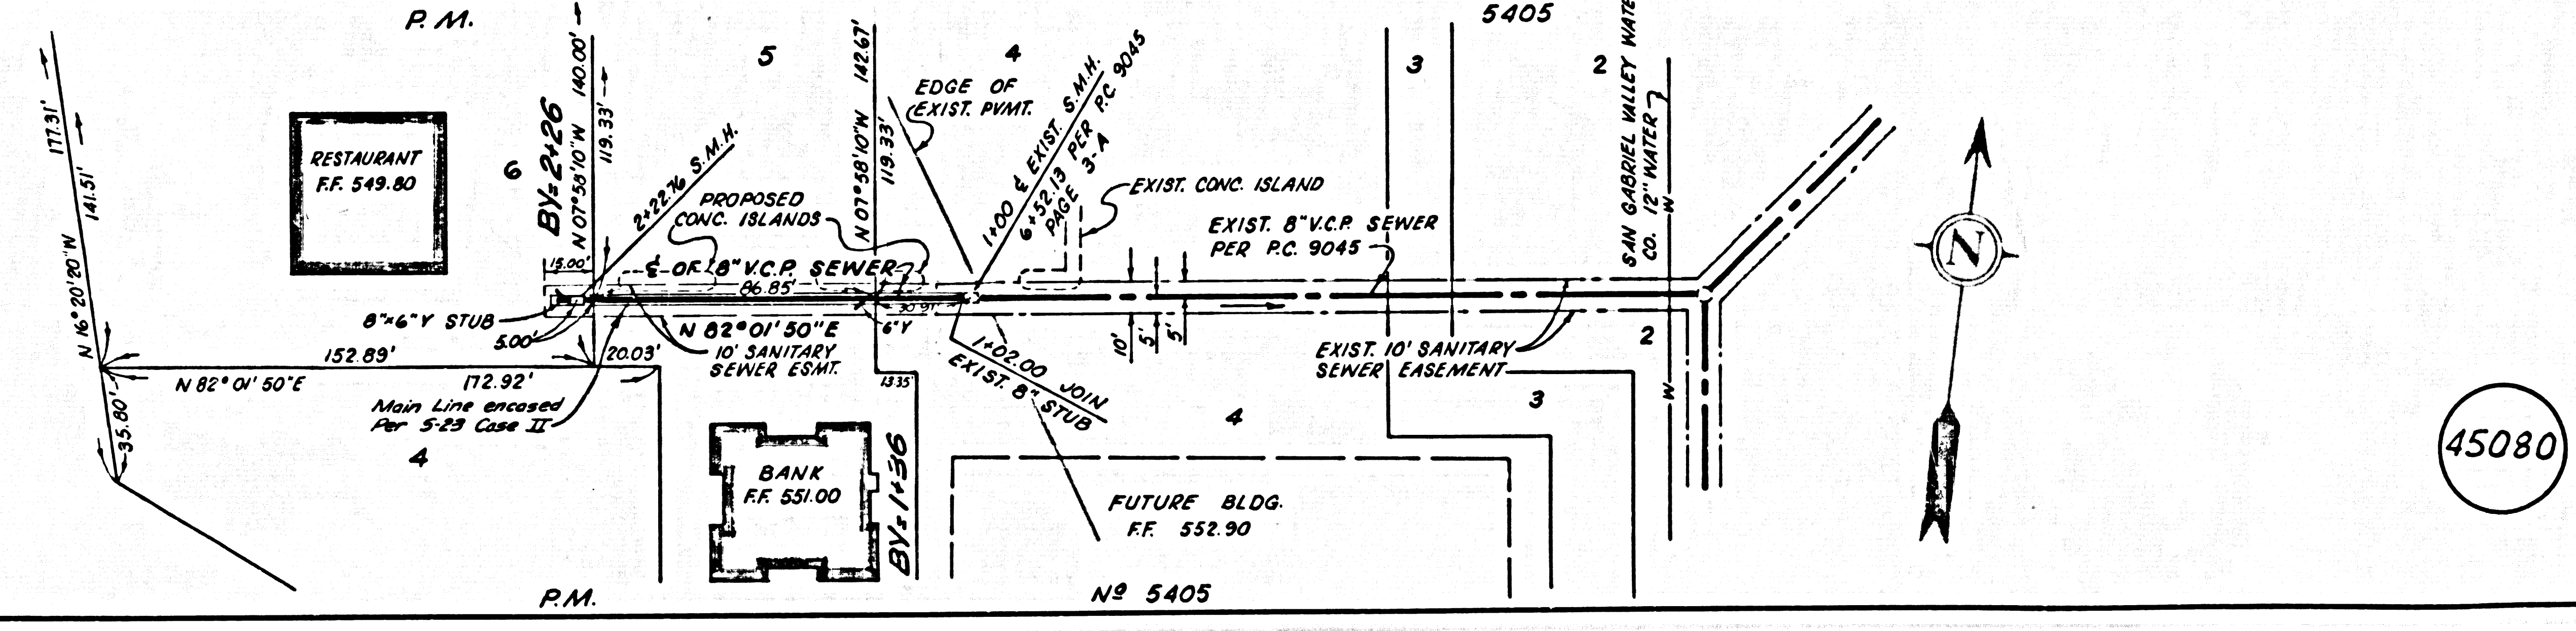 P.M.
5405
177.31'
141.51'
N 16° 20' 20" W
35.80'
RESTAURANT
F.F. 549.80
6
BY=2+26
N 07° 58' 10" W 140.00'
119.33'
5
2+22.76 S.M.H.
PROPOSED
CONC. ISLANDS
N 07° 58' 10" W 142.67'
119.33'
4
EDGE OF
EXIST. PVMT.
1+00 ℄ EXIST. S.M.H.
6+52.13 PER P.C. 9045
PAGE 3-A
EXIST. CONC. ISLAND
EXIST. 8" V.C.P. SEWER
PER P.C. 9045
3
2
SAN GABRIEL VALLEY WATE
CO. 12" WATER
W
W
N
15.00'
℄ OF 8" V.C.P. SEWER
86.85'
30.91'
8"x6" Y STUB
5.00'
N 82° 01' 50" E
6" Y
10' SANITARY
SEWER ESMT.
152.89'
20.03'
N 82° 01' 50" E
172.92'
Main Line encased
Per S-23 Case II
4
13.35'
1+02.00 JOIN
EXIST. 8" STUB
10'
5'
5'
EXIST. 10' SANITARY
SEWER EASEMENT
2
3
4
BANK
F.F. 551.00
BY=1+36
FUTURE BLDG.
F.F. 552.90
45080
P.M.
Nº 5405